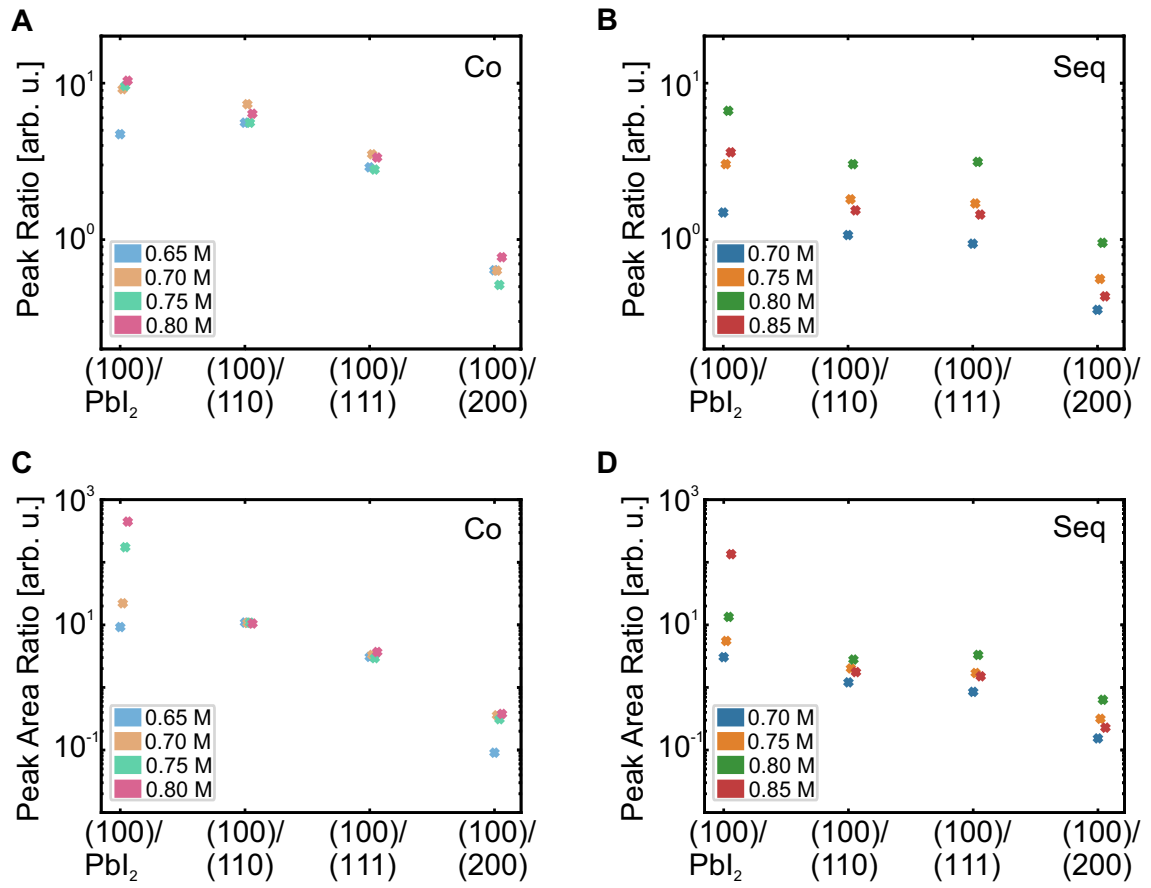 A
Peak Ratio [arb. u.]
10¹
10⁰
Co
0.65 M
0.70 M
0.75 M
0.80 M
(100)/ (100)/ (100)/ (100)/
PbI₂ (110) (111) (200)
B
Peak Ratio [arb. u.]
10¹
10⁰
Seq
0.70 M
0.75 M
0.80 M
0.85 M
(100)/ (100)/ (100)/ (100)/
PbI₂ (110) (111) (200)
C
Peak Area Ratio [arb. u.]
10³
10¹
10⁻¹
Co
0.65 M
0.70 M
0.75 M
0.80 M
(100)/ (100)/ (100)/ (100)/
PbI₂ (110) (111) (200)
D
Peak Area Ratio [arb. u.]
10³
10¹
10⁻¹
Seq
0.70 M
0.75 M
0.80 M
0.85 M
(100)/ (100)/ (100)/ (100)/
PbI₂ (110) (111) (200)